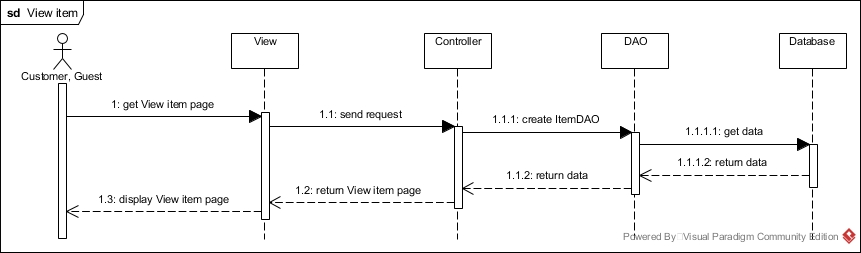 sd View item
View
Controller
DAO
Database
Customer, Guest
1: get View item page
1.1: send request
1.1.1: create ItemDAO
1.1.1.1: get data
1.1.1.2: return data
1.1.2: return data
1.2: return View item page
1.3: display View item page
Powered By Visual Paradigm Community Edition